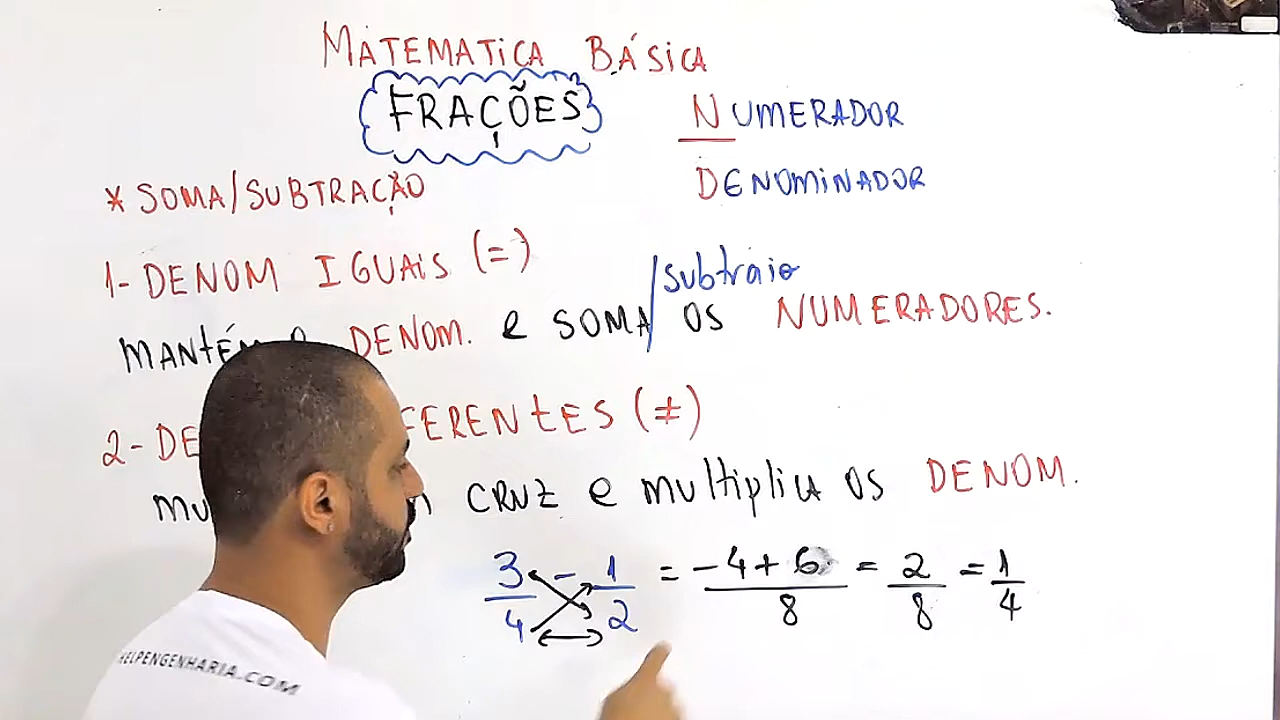 MATEMATICA BÁSICA
FRAÇÕES
NUMERADOR
DENOMINADOR
* SOMA/SUBTRAÇÃO
1- DENOM IGUAIS (=)
/subtraio
DENOM. e SOMA OS NUMERADORES.
2- (≠)
CRUZ e multiplica os DENOM.
3/4 - 1/2 = -4+6/8 = 2/8 = 1/4
HELPENGENHARIA.COM